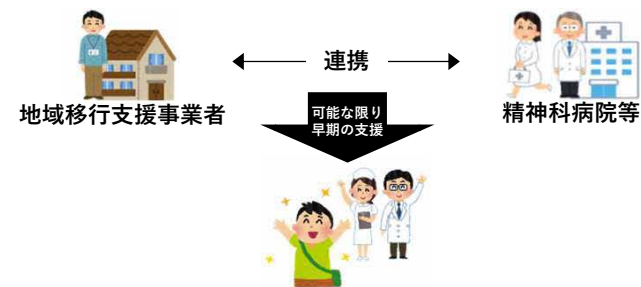 連携
地域移行支援事業者
精神科病院等
可能な限り
早期の支援